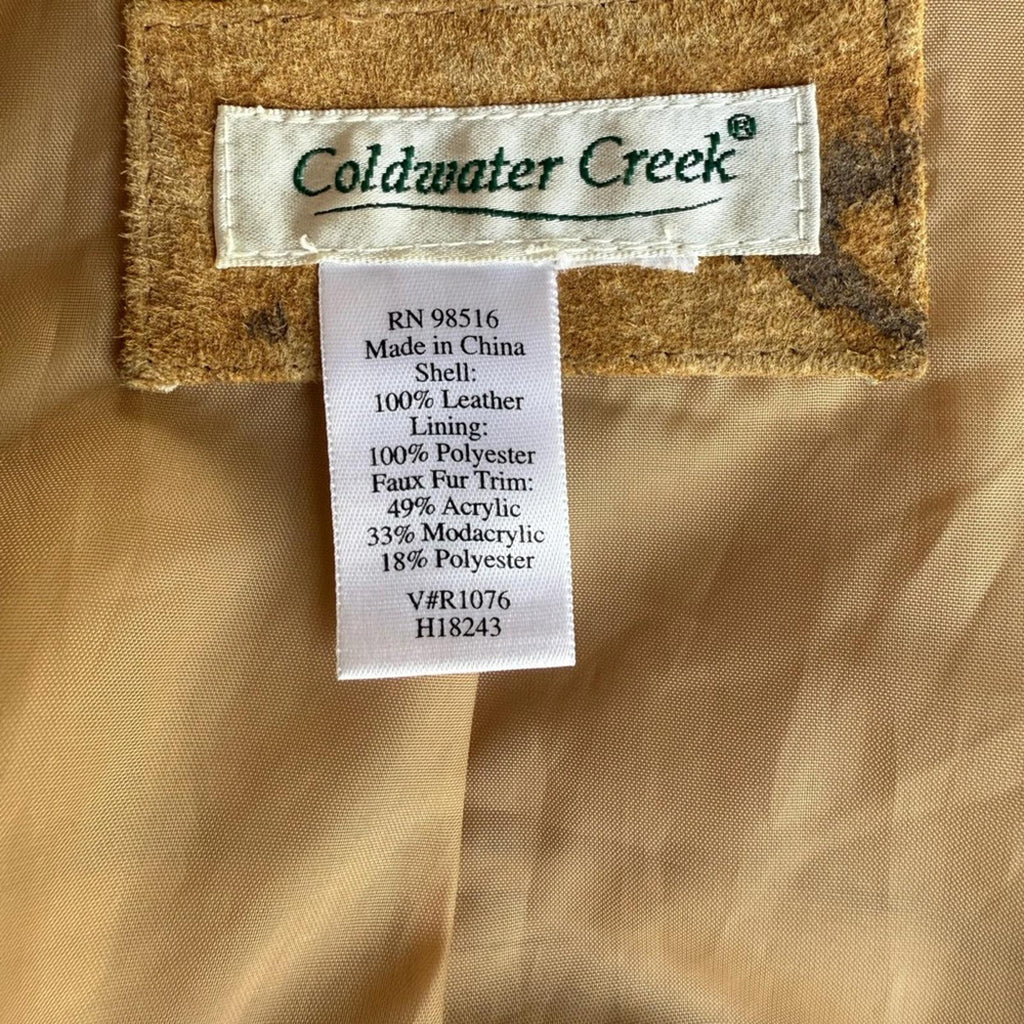 Coldwater Creek®
RN 98516
Made in China
Shell:
100% Leather
Lining:
100% Polyester
Faux Fur Trim:
49% Acrylic
33% Modacrylic
18% Polyester
V#R1076
H18243